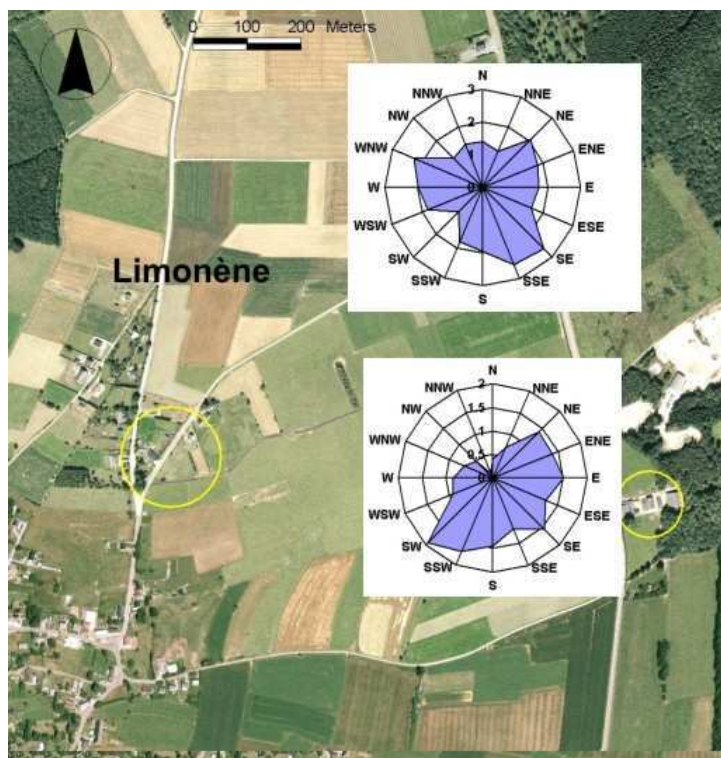 0 100 200 Meters
Limonène
N
NNE
NE
ENE
E
ESE
SE
SSE
S
SSW
SW
WSW
W
WNW
NW
NNW
3
2
1
0
N
NNE
NE
ENE
E
ESE
SE
SSE
S
SSW
SW
WSW
W
WNW
NW
NNW
2
1.5
1
0.5
0